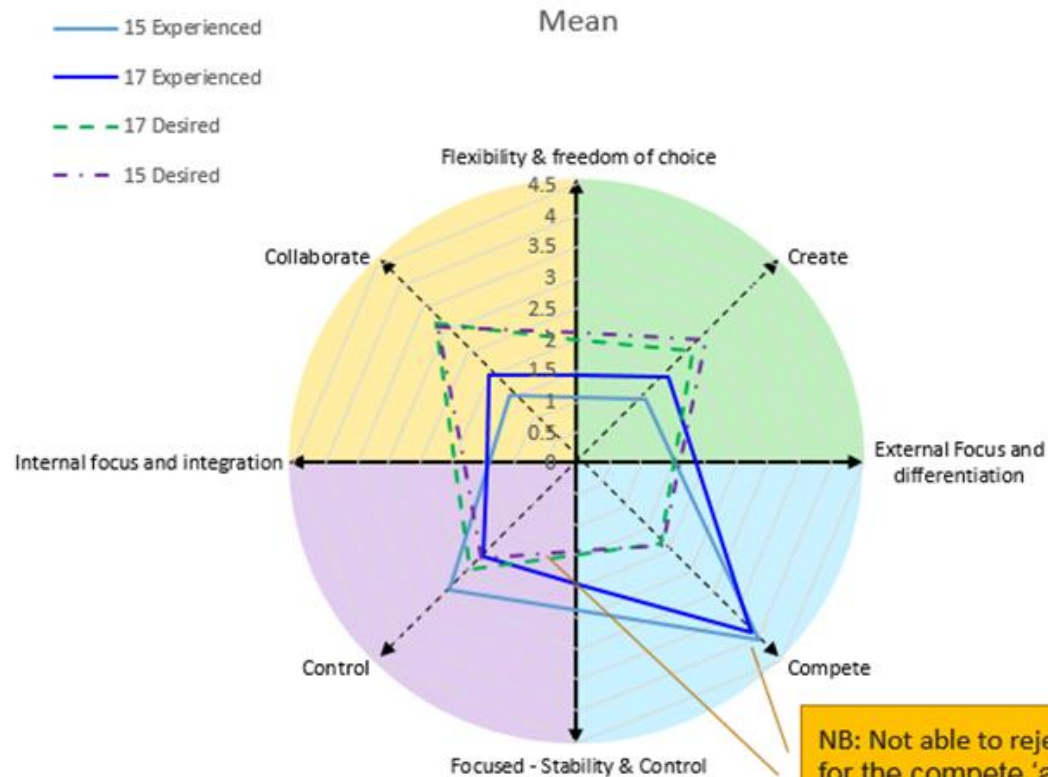 Mean
15 Experienced
17 Experienced
17 Desired
15 Desired
Flexibility & freedom of choice
4.5
4
3.5
3
2.5
2
1.5
1
0.5
0
Collaborate
Create
Internal focus and integration
External Focus and
differentiation
Control
Compete
Focused - Stability & Control
NB: Not able to reje
for the compete ‘a